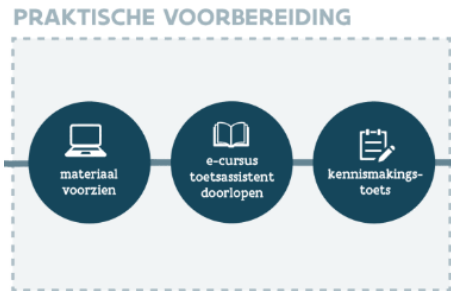 PRAKTISCHE VOORBEREIDING
materiaal
voorzien
e-cursus
toetsassistent
doorlopen
kennismakings-
toets